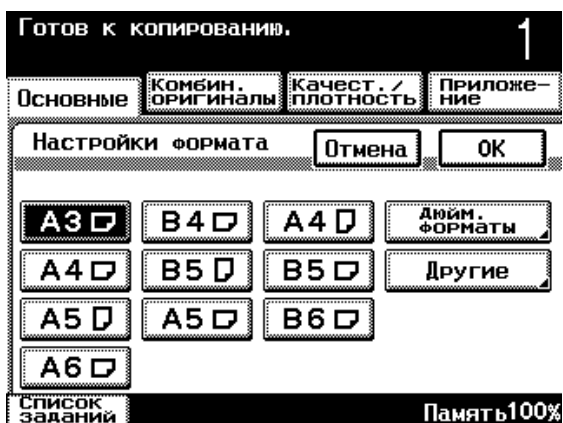 Готов к копированию.
1
Основные
Комбин.
оригиналы
Качест./
плотность
Приложе-
ние
Настройки формата
Отмена
OK
A3
B4
A4
Дюйм.
форматы
A4
B5
B5
Другие
A5
A5
B6
A6
Список
заданий
Память100%